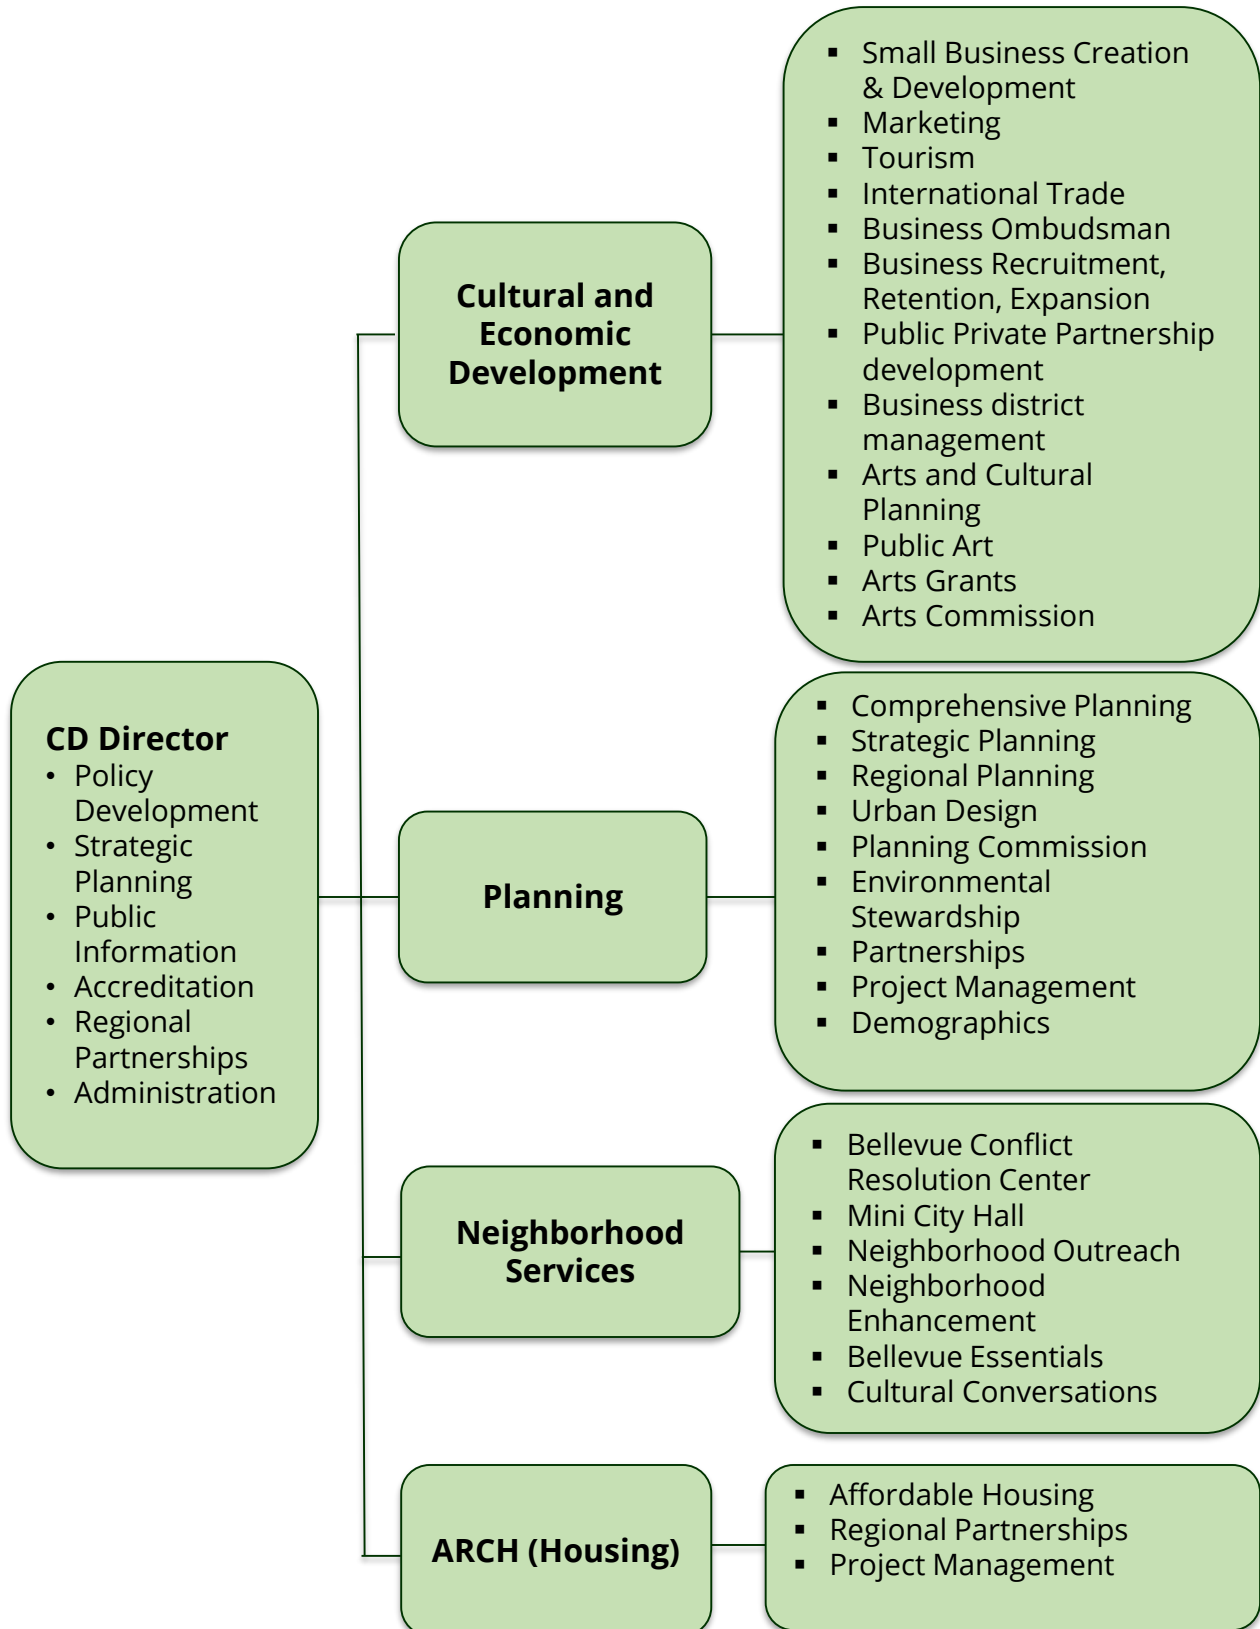 CD Director
• Policy
Development
• Strategic
Planning
• Public
Information
• Accreditation
• Regional
Partnerships
• Administration
Cultural and
Economic
Development
▪ Small Business Creation
& Development
▪ Marketing
▪ Tourism
▪ International Trade
▪ Business Ombudsman
▪ Business Recruitment,
Retention, Expansion
▪ Public Private Partnership
development
▪ Business district
management
▪ Arts and Cultural
Planning
▪ Public Art
▪ Arts Grants
▪ Arts Commission
Planning
▪ Comprehensive Planning
▪ Strategic Planning
▪ Regional Planning
▪ Urban Design
▪ Planning Commission
▪ Environmental
Stewardship
▪ Partnerships
▪ Project Management
▪ Demographics
Neighborhood
Services
▪ Bellevue Conflict
Resolution Center
▪ Mini City Hall
▪ Neighborhood Outreach
▪ Neighborhood
Enhancement
▪ Bellevue Essentials
▪ Cultural Conversations
ARCH (Housing)
▪ Affordable Housing
▪ Regional Partnerships
▪ Project Management